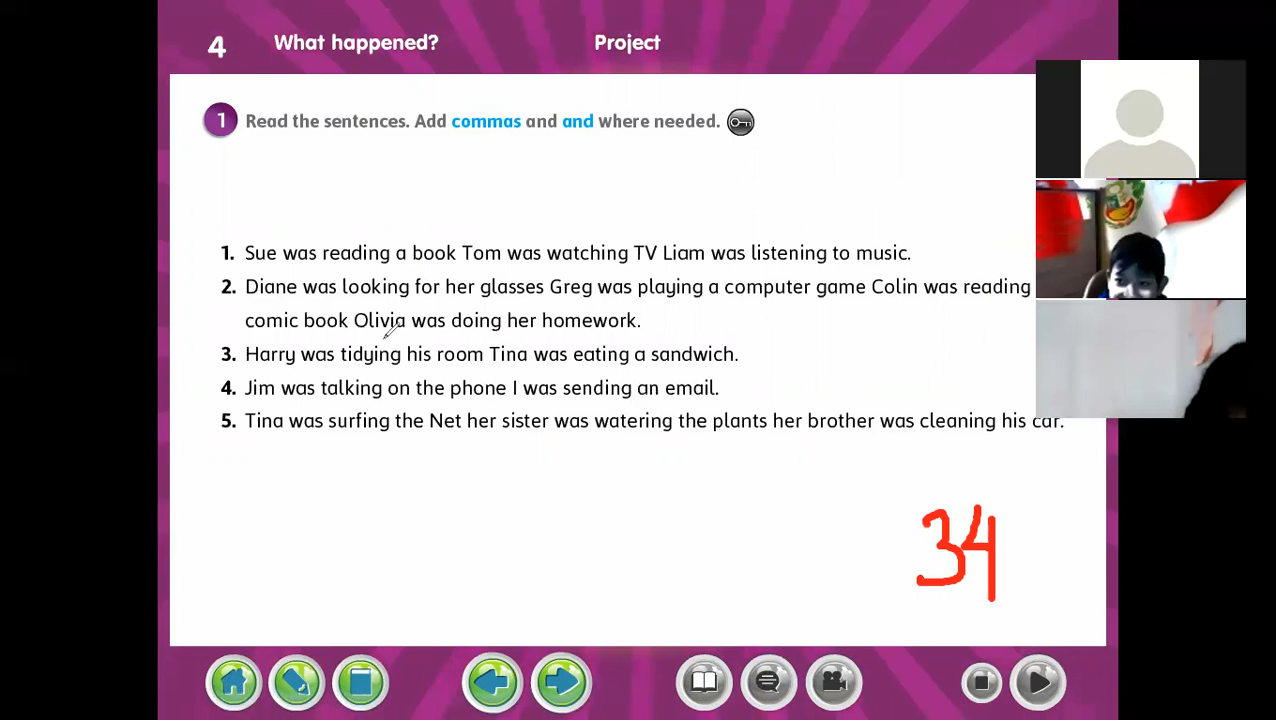 4 What happened? Project
1 Read the sentences. Add commas and and where needed.
1. Sue was reading a book Tom was watching TV Liam was listening to music.
2. Diane was looking for her glasses Greg was playing a computer game Colin was reading
comic book Olivia was doing her homework.
3. Harry was tidying his room Tina was eating a sandwich.
4. Jim was talking on the phone I was sending an email.
5. Tina was surfing the Net her sister was watering the plants her brother was cleaning his car.
34